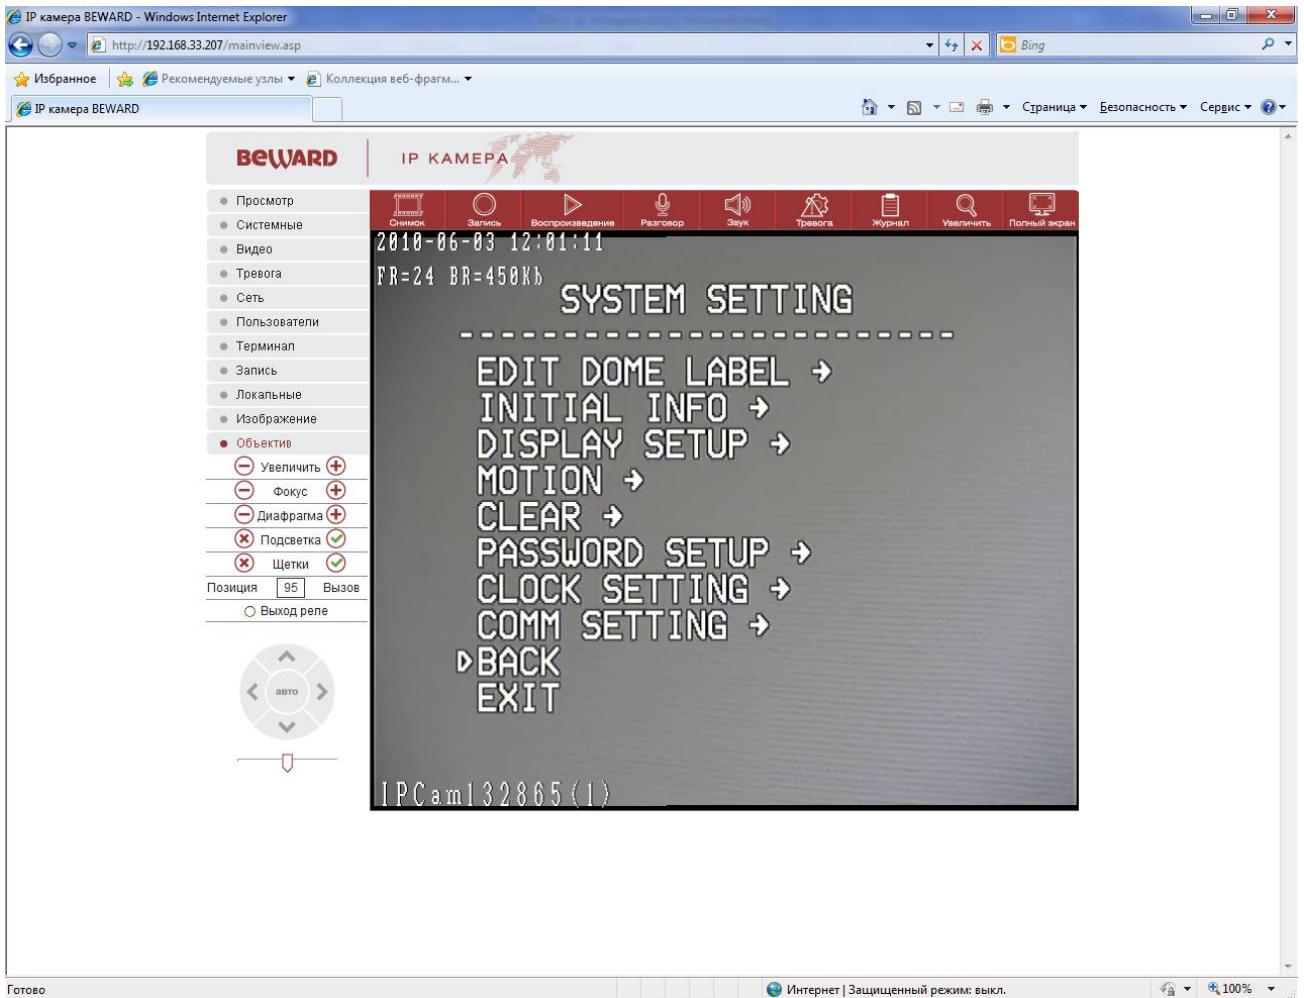 IP камера BEWARD - Windows Internet Explorer
http://192.168.33.207/mainview.asp
Bing
Избранное
Рекомендуемые узлы
Коллекция веб-фрагм...
IP камера BEWARD
Страница
Безопасность
Сервис
BEWARD
IP КАМЕРА
Просмотр
Системные
Видео
Тревога
Сеть
Пользователи
Терминал
Запись
Локальные
Изображение
Объектив
Увеличить
Фокус
Диафрагма
Подсветка
Щетки
Позиция 95 Вызов
Выход реле
авто
Снимок Запись Воспроизведение Разговор Звук Тревога Журнал Увеличить Полный экран
2010-06-03 12:01:11
FR=24 BR=450Kb
SYSTEM SETTING
--------------------------
EDIT DOME LABEL →
INITIAL INFO →
DISPLAY SETUP →
MOTION →
CLEAR →
PASSWORD SETUP →
CLOCK SETTING →
COMM SETTING →
BACK
EXIT
IPCam132865(1)
Готово
Интернет | Защищенный режим: выкл.
100%